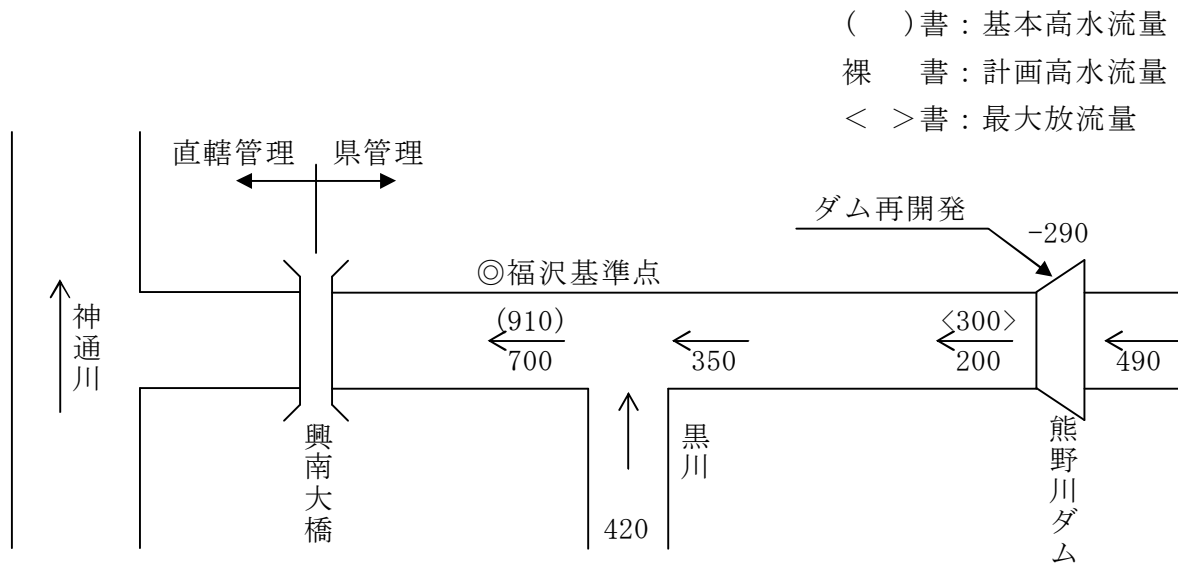 ( )書：基本高水流量
裸 書：計画高水流量
< >書：最大放流量
直轄管理 県管理
ダム再開発
-290
◎福沢基準点
神通川
(910)
700
350
<300>
200
490
興南大橋
黒川
420
熊野川ダム